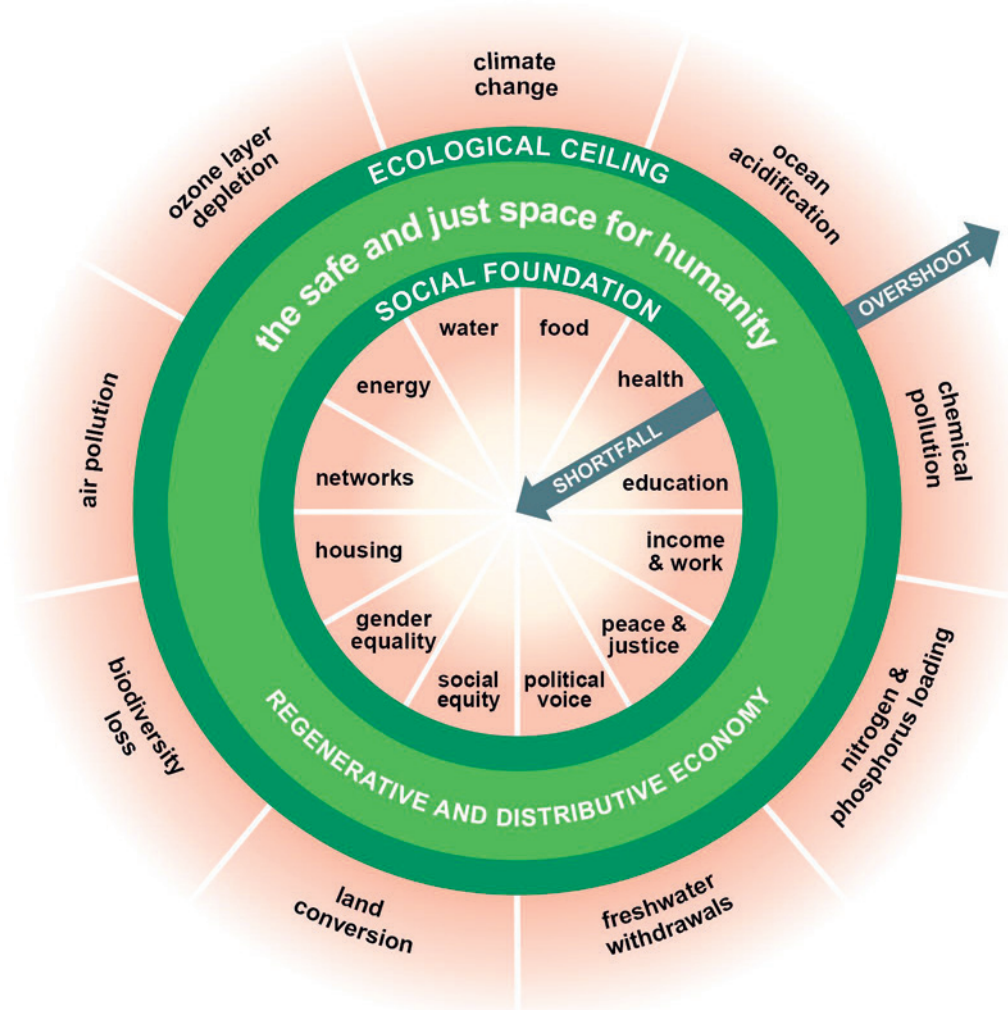 climate
change
ocean
acidification
OVERSHOOT
chemical
pollution
nitrogen &
phosphorus loading
freshwater
withdrawals
land
conversion
biodiversity
loss
air pollution
ozone layer
depletion
ECOLOGICAL CEILING
the safe and just space for humanity
SOCIAL FOUNDATION
water
food
health
SHORTFALL
education
income
& work
peace &
justice
political
voice
social
equity
gender
equality
housing
networks
energy
REGENERATIVE AND DISTRIBUTIVE ECONOMY